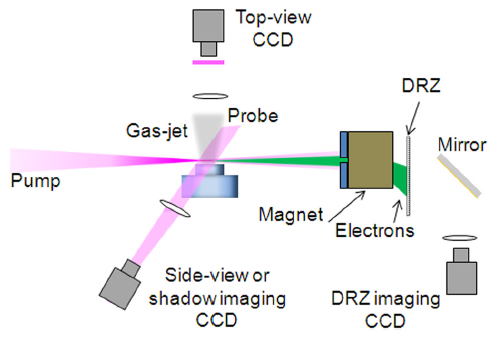 Top-view
CCD
DRZ
Probe
Gas-jet
Mirror
Pump
Magnet
Electrons
Side-view or
shadow imaging
CCD
DRZ imaging
CCD